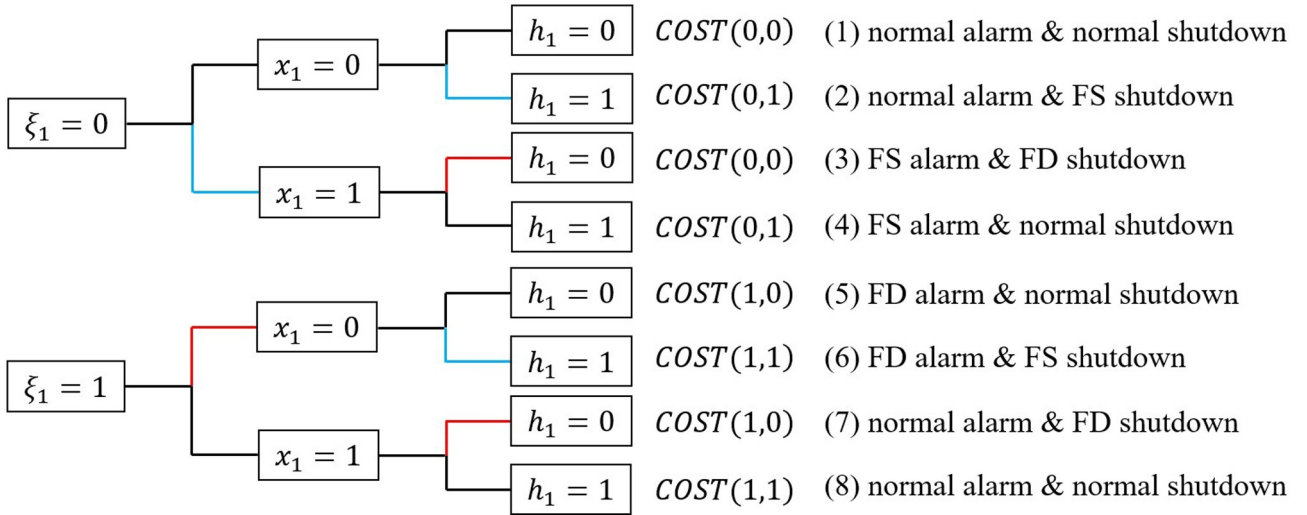 h₁ = 0 COST(0,0) (1) normal alarm & normal shutdown
x₁ = 0
h₁ = 1 COST(0,1) (2) normal alarm & FS shutdown
ξ₁ = 0
h₁ = 0 COST(0,0) (3) FS alarm & FD shutdown
x₁ = 1
h₁ = 1 COST(0,1) (4) FS alarm & normal shutdown
h₁ = 0 COST(1,0) (5) FD alarm & normal shutdown
x₁ = 0
h₁ = 1 COST(1,1) (6) FD alarm & FS shutdown
ξ₁ = 1
h₁ = 0 COST(1,0) (7) normal alarm & FD shutdown
x₁ = 1
h₁ = 1 COST(1,1) (8) normal alarm & normal shutdown